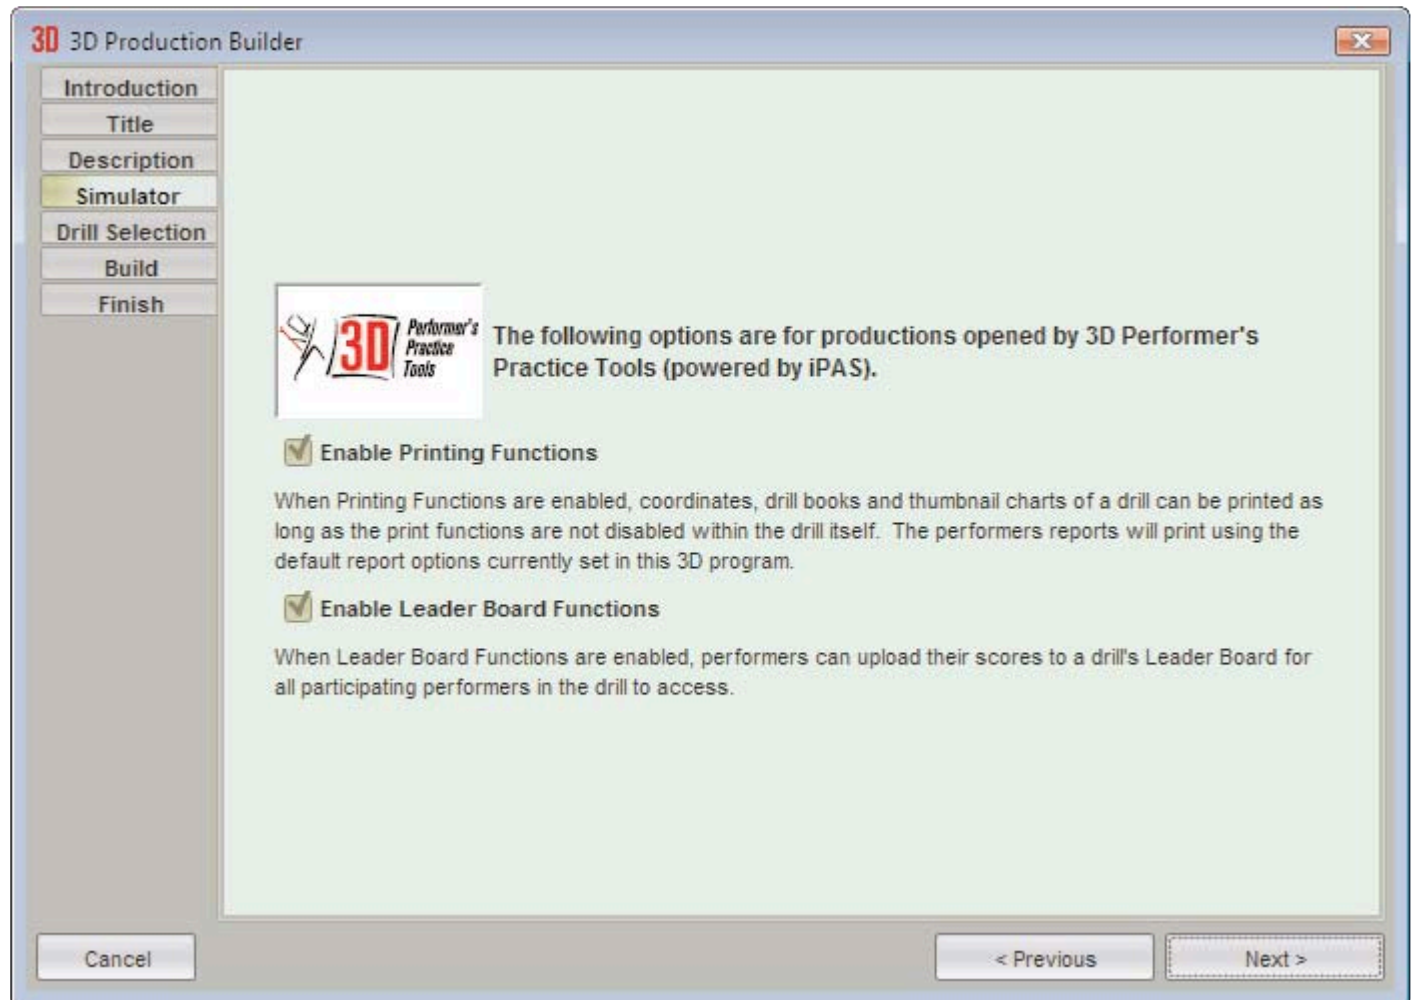 3D 3D Production Builder
Introduction
Title
Description
Simulator
Drill Selection
Build
Finish
3D Performer's
Practice
Tools
The following options are for productions opened by 3D Performer's
Practice Tools (powered by iPAS).
Enable Printing Functions
When Printing Functions are enabled, coordinates, drill books and thumbnail charts of a drill can be printed as
long as the print functions are not disabled within the drill itself.  The performers reports will print using the
default report options currently set in this 3D program.
Enable Leader Board Functions
When Leader Board Functions are enabled, performers can upload their scores to a drill's Leader Board for
all participating performers in the drill to access.
Cancel
< Previous
Next >